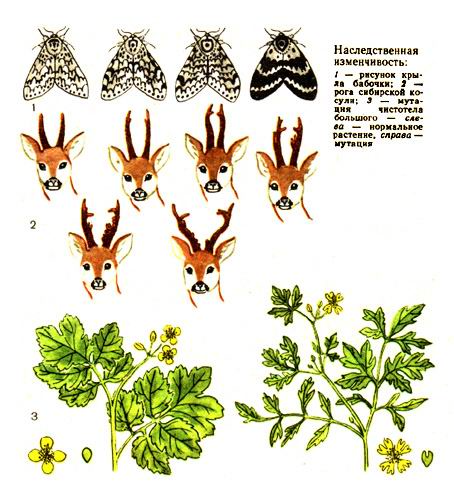 Наследственная
изменчивость:
1 — рисунок кры-
ла бабочки; 2 —
рога сибирской ко-
сули; 3 — мута-
ция чистотела
большого — сле-
ва — нормальное
растение, справа —
мутация
1
2
3